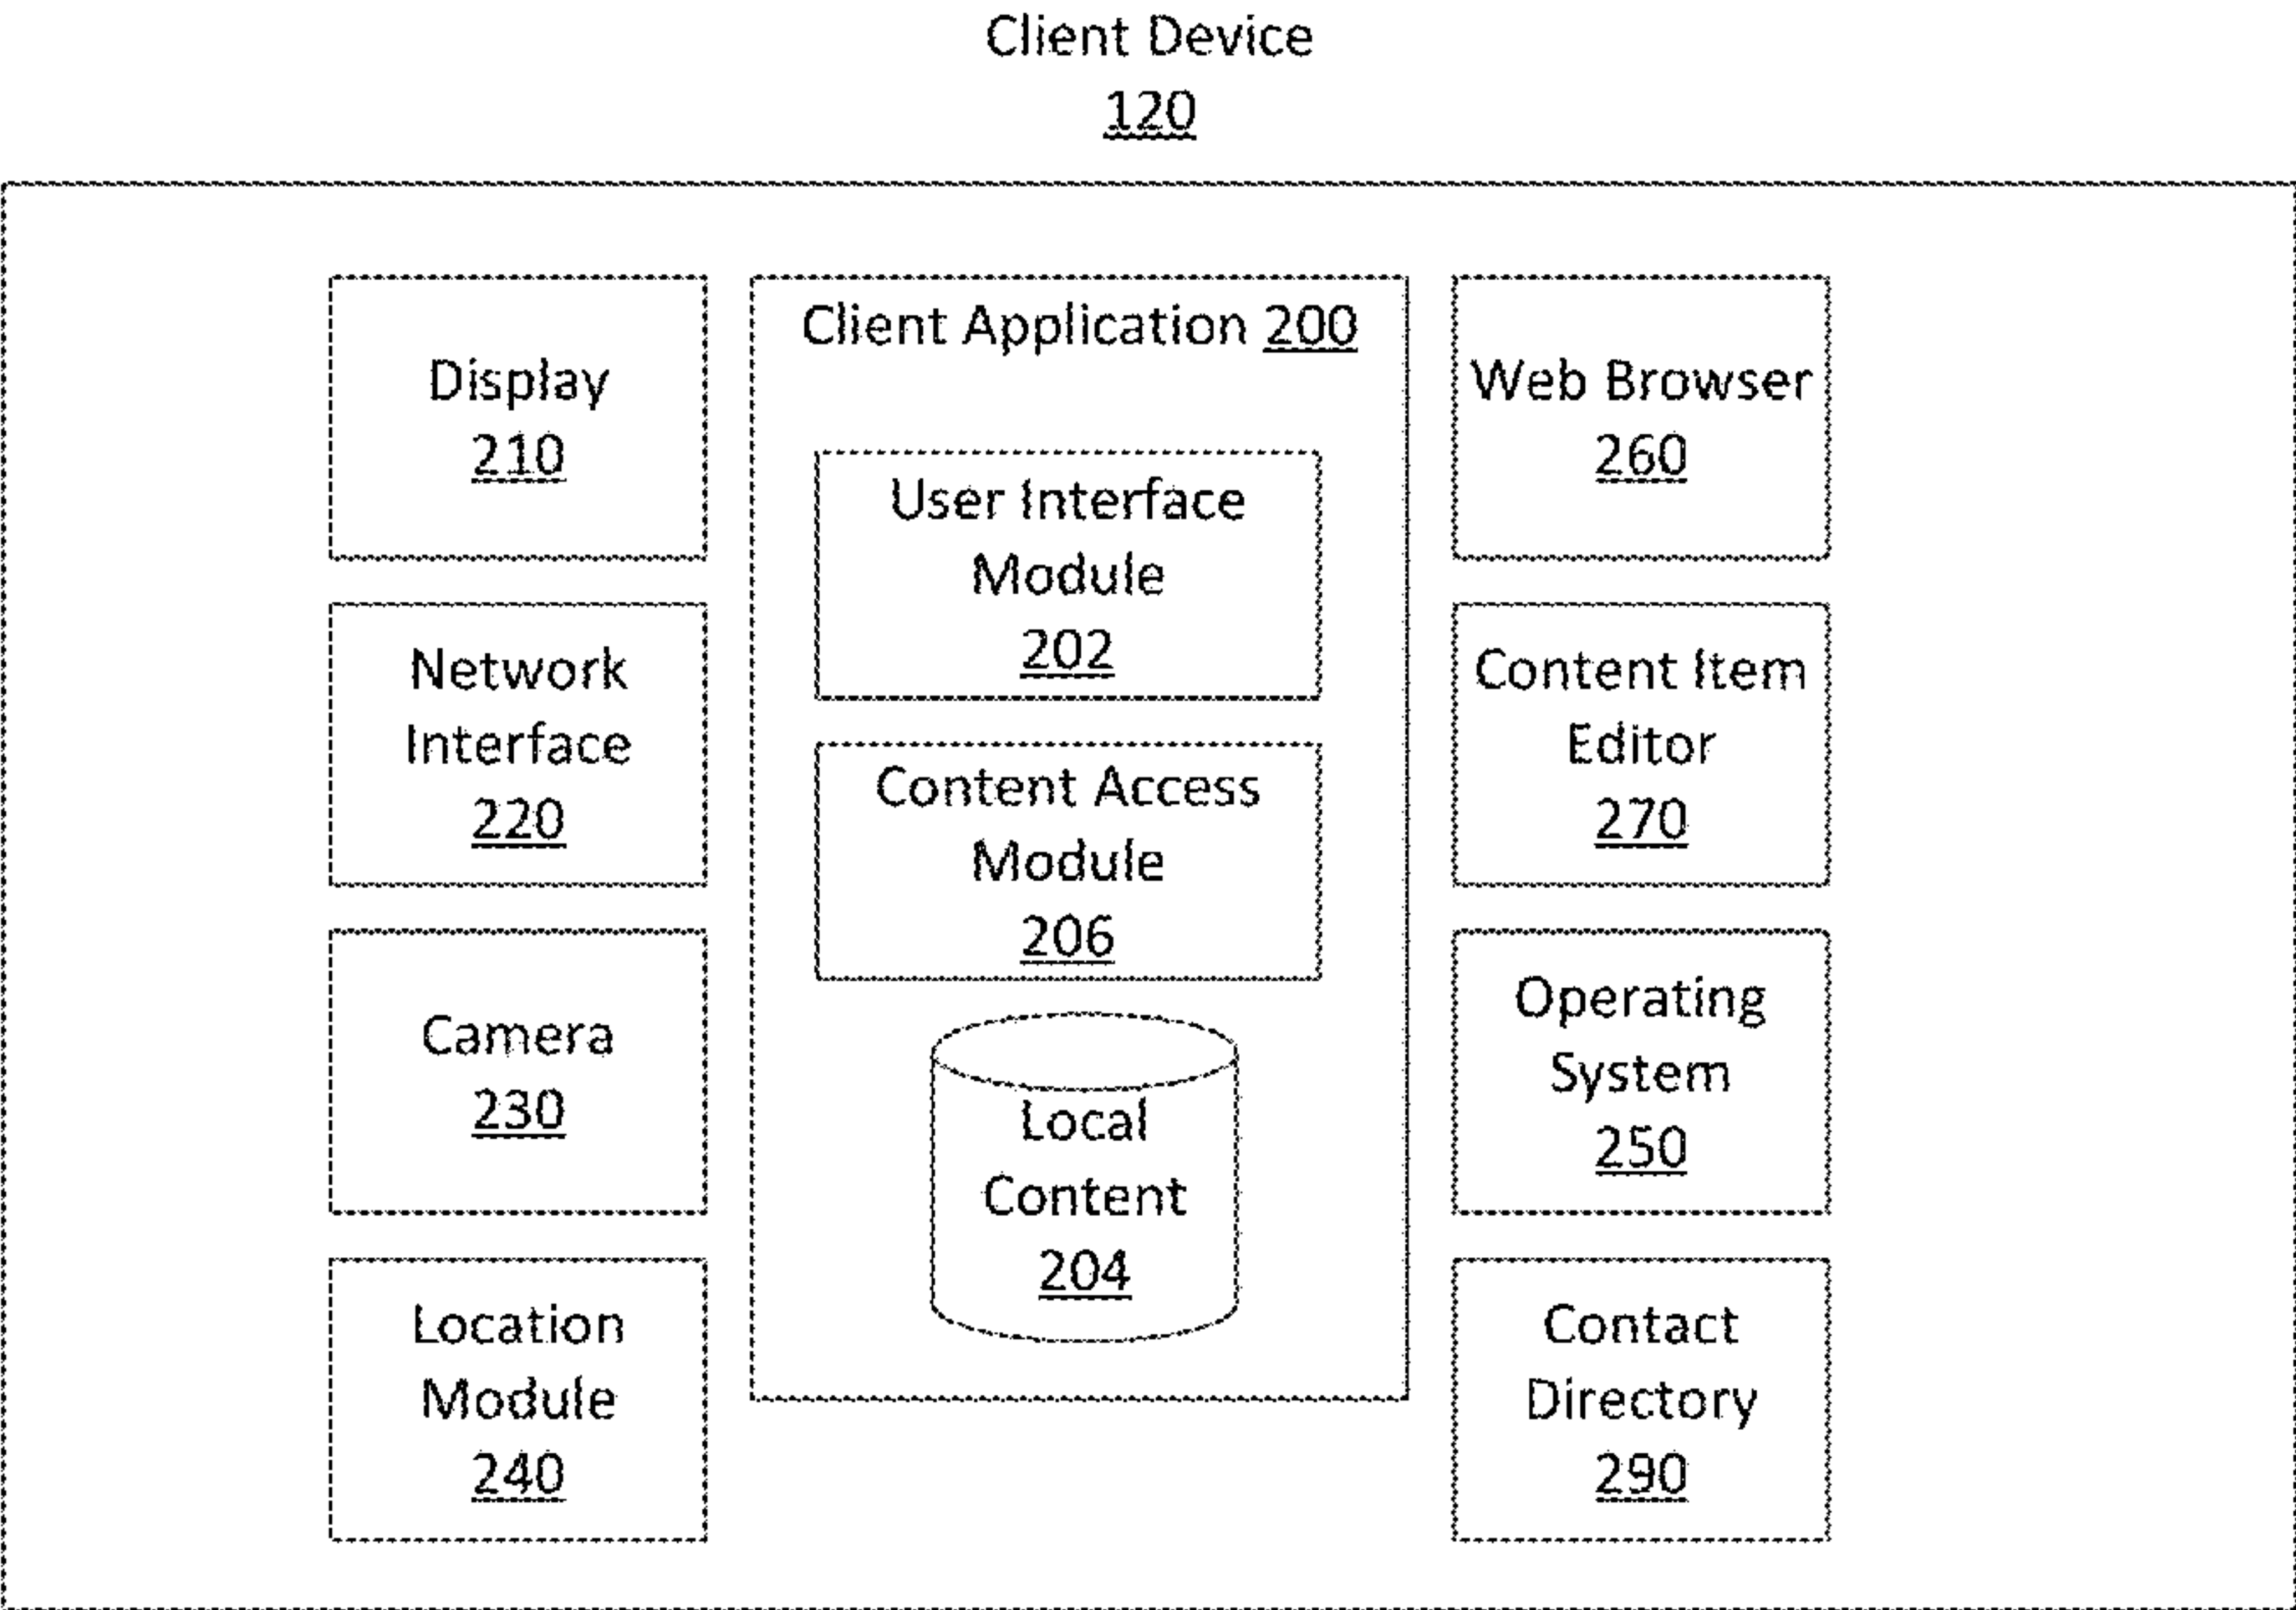 Client Device
120
Display
210
Network
Interface
220
Camera
230
Location
Module
240
Client Application 200
User Interface
Module
202
Content Access
Module
206
Local
Content
204
Web Browser
260
Content Item
Editor
270
Operating
System
250
Contact
Directory
290